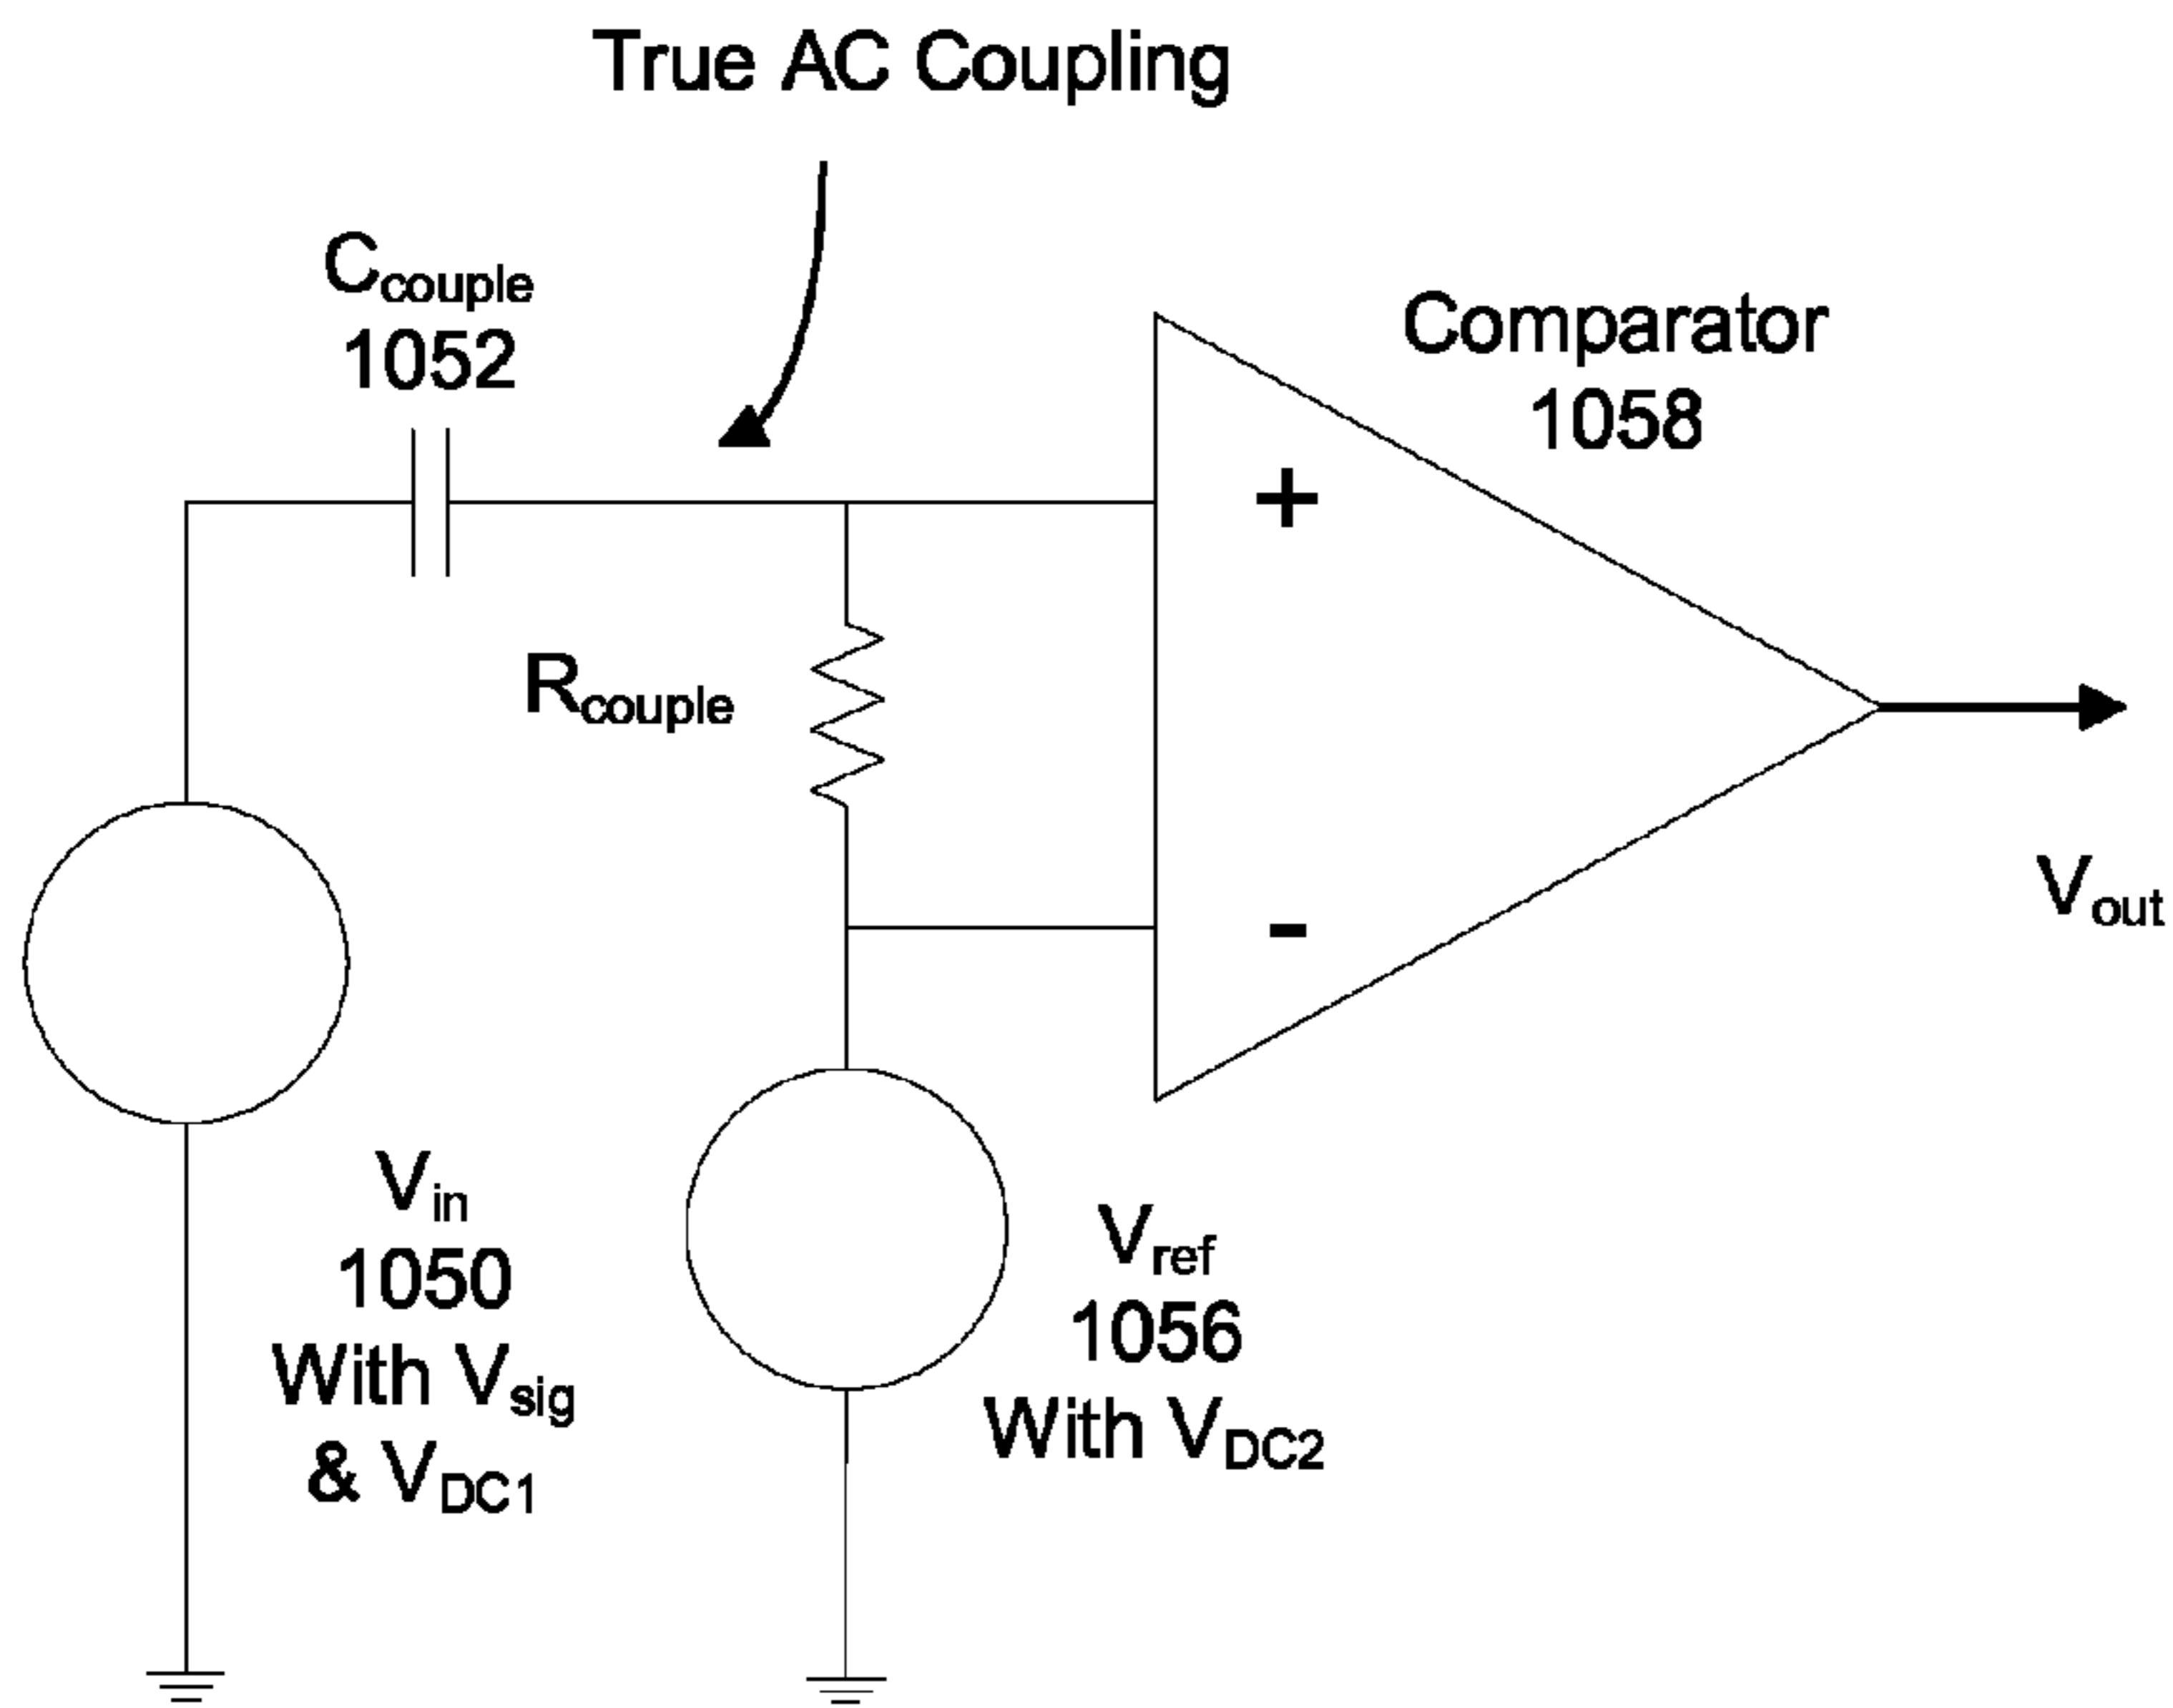 True AC Coupling
Ccouple
1052
Comparator
1058
+
Rcouple
-
Vout
Vin
1050
With Vsig
& VDC1
Vref
1056
With VDC2